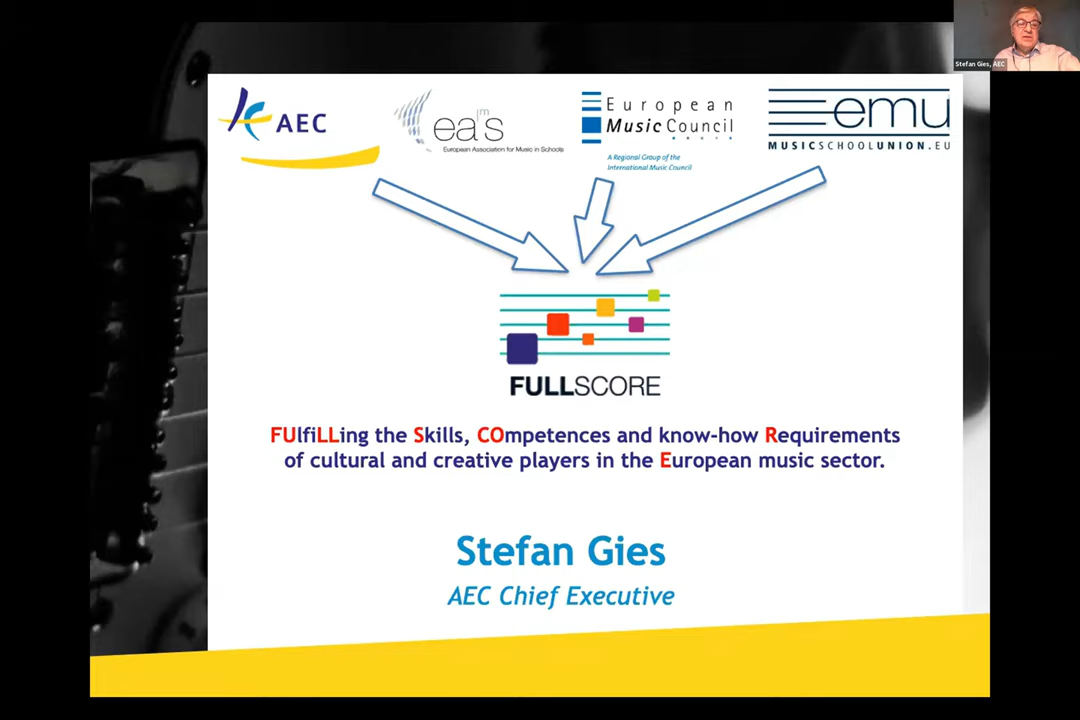 Stefan Gies, AEC
AEC
eas
European Association for Music in Schools
European
MusicCouncil
A Regional Group of the
International Music Council
emu
MUSICSCHOOLUNION.EU
FULLSCORE
FUlfiLLing the Skills, COmpetences and know-how Requirements
of cultural and creative players in the European music sector.
Stefan Gies
AEC Chief Executive